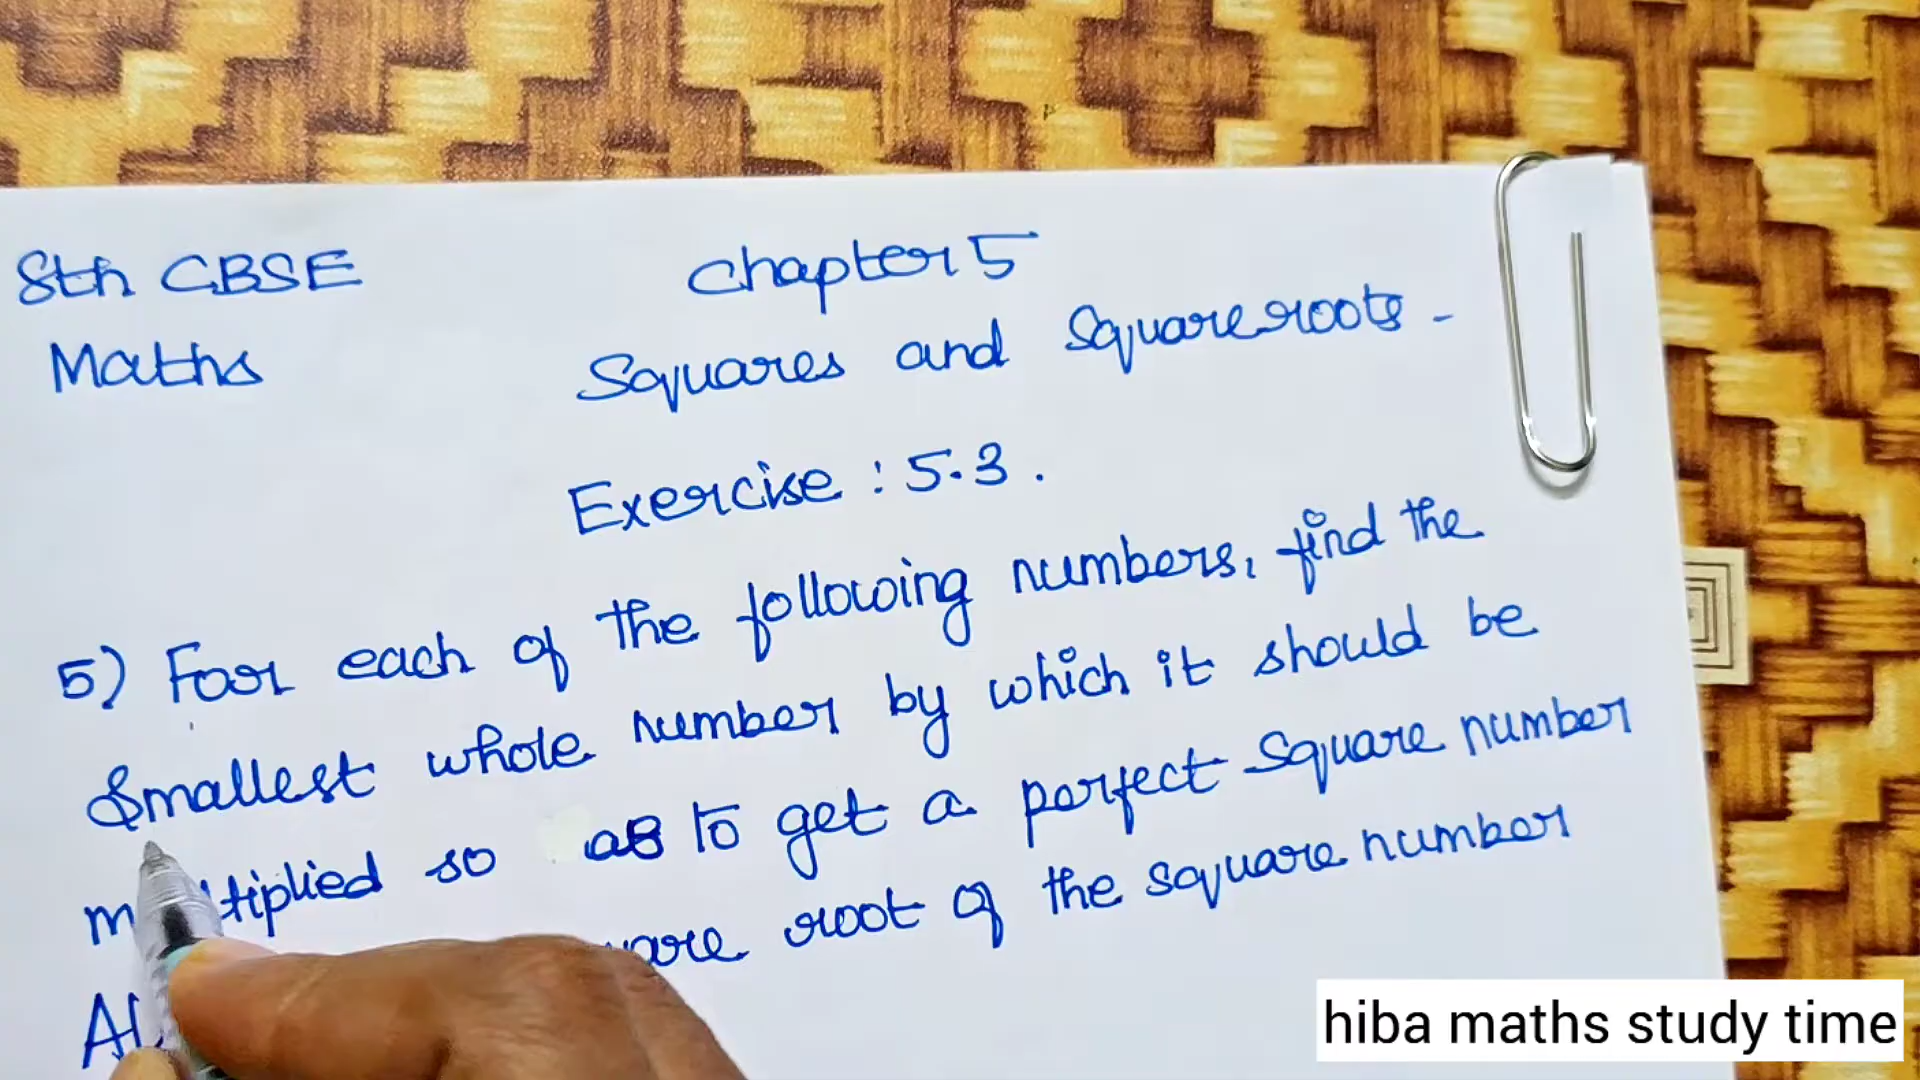 8th CBSE
Maths
Chapter 5
Squares and Squareroots -
Exercise : 5.3 .
5) For each of the following numbers, find the
Smallest whole number by which it should be
multiplied so as to get a perfect square number
root of the square number
hiba maths study time